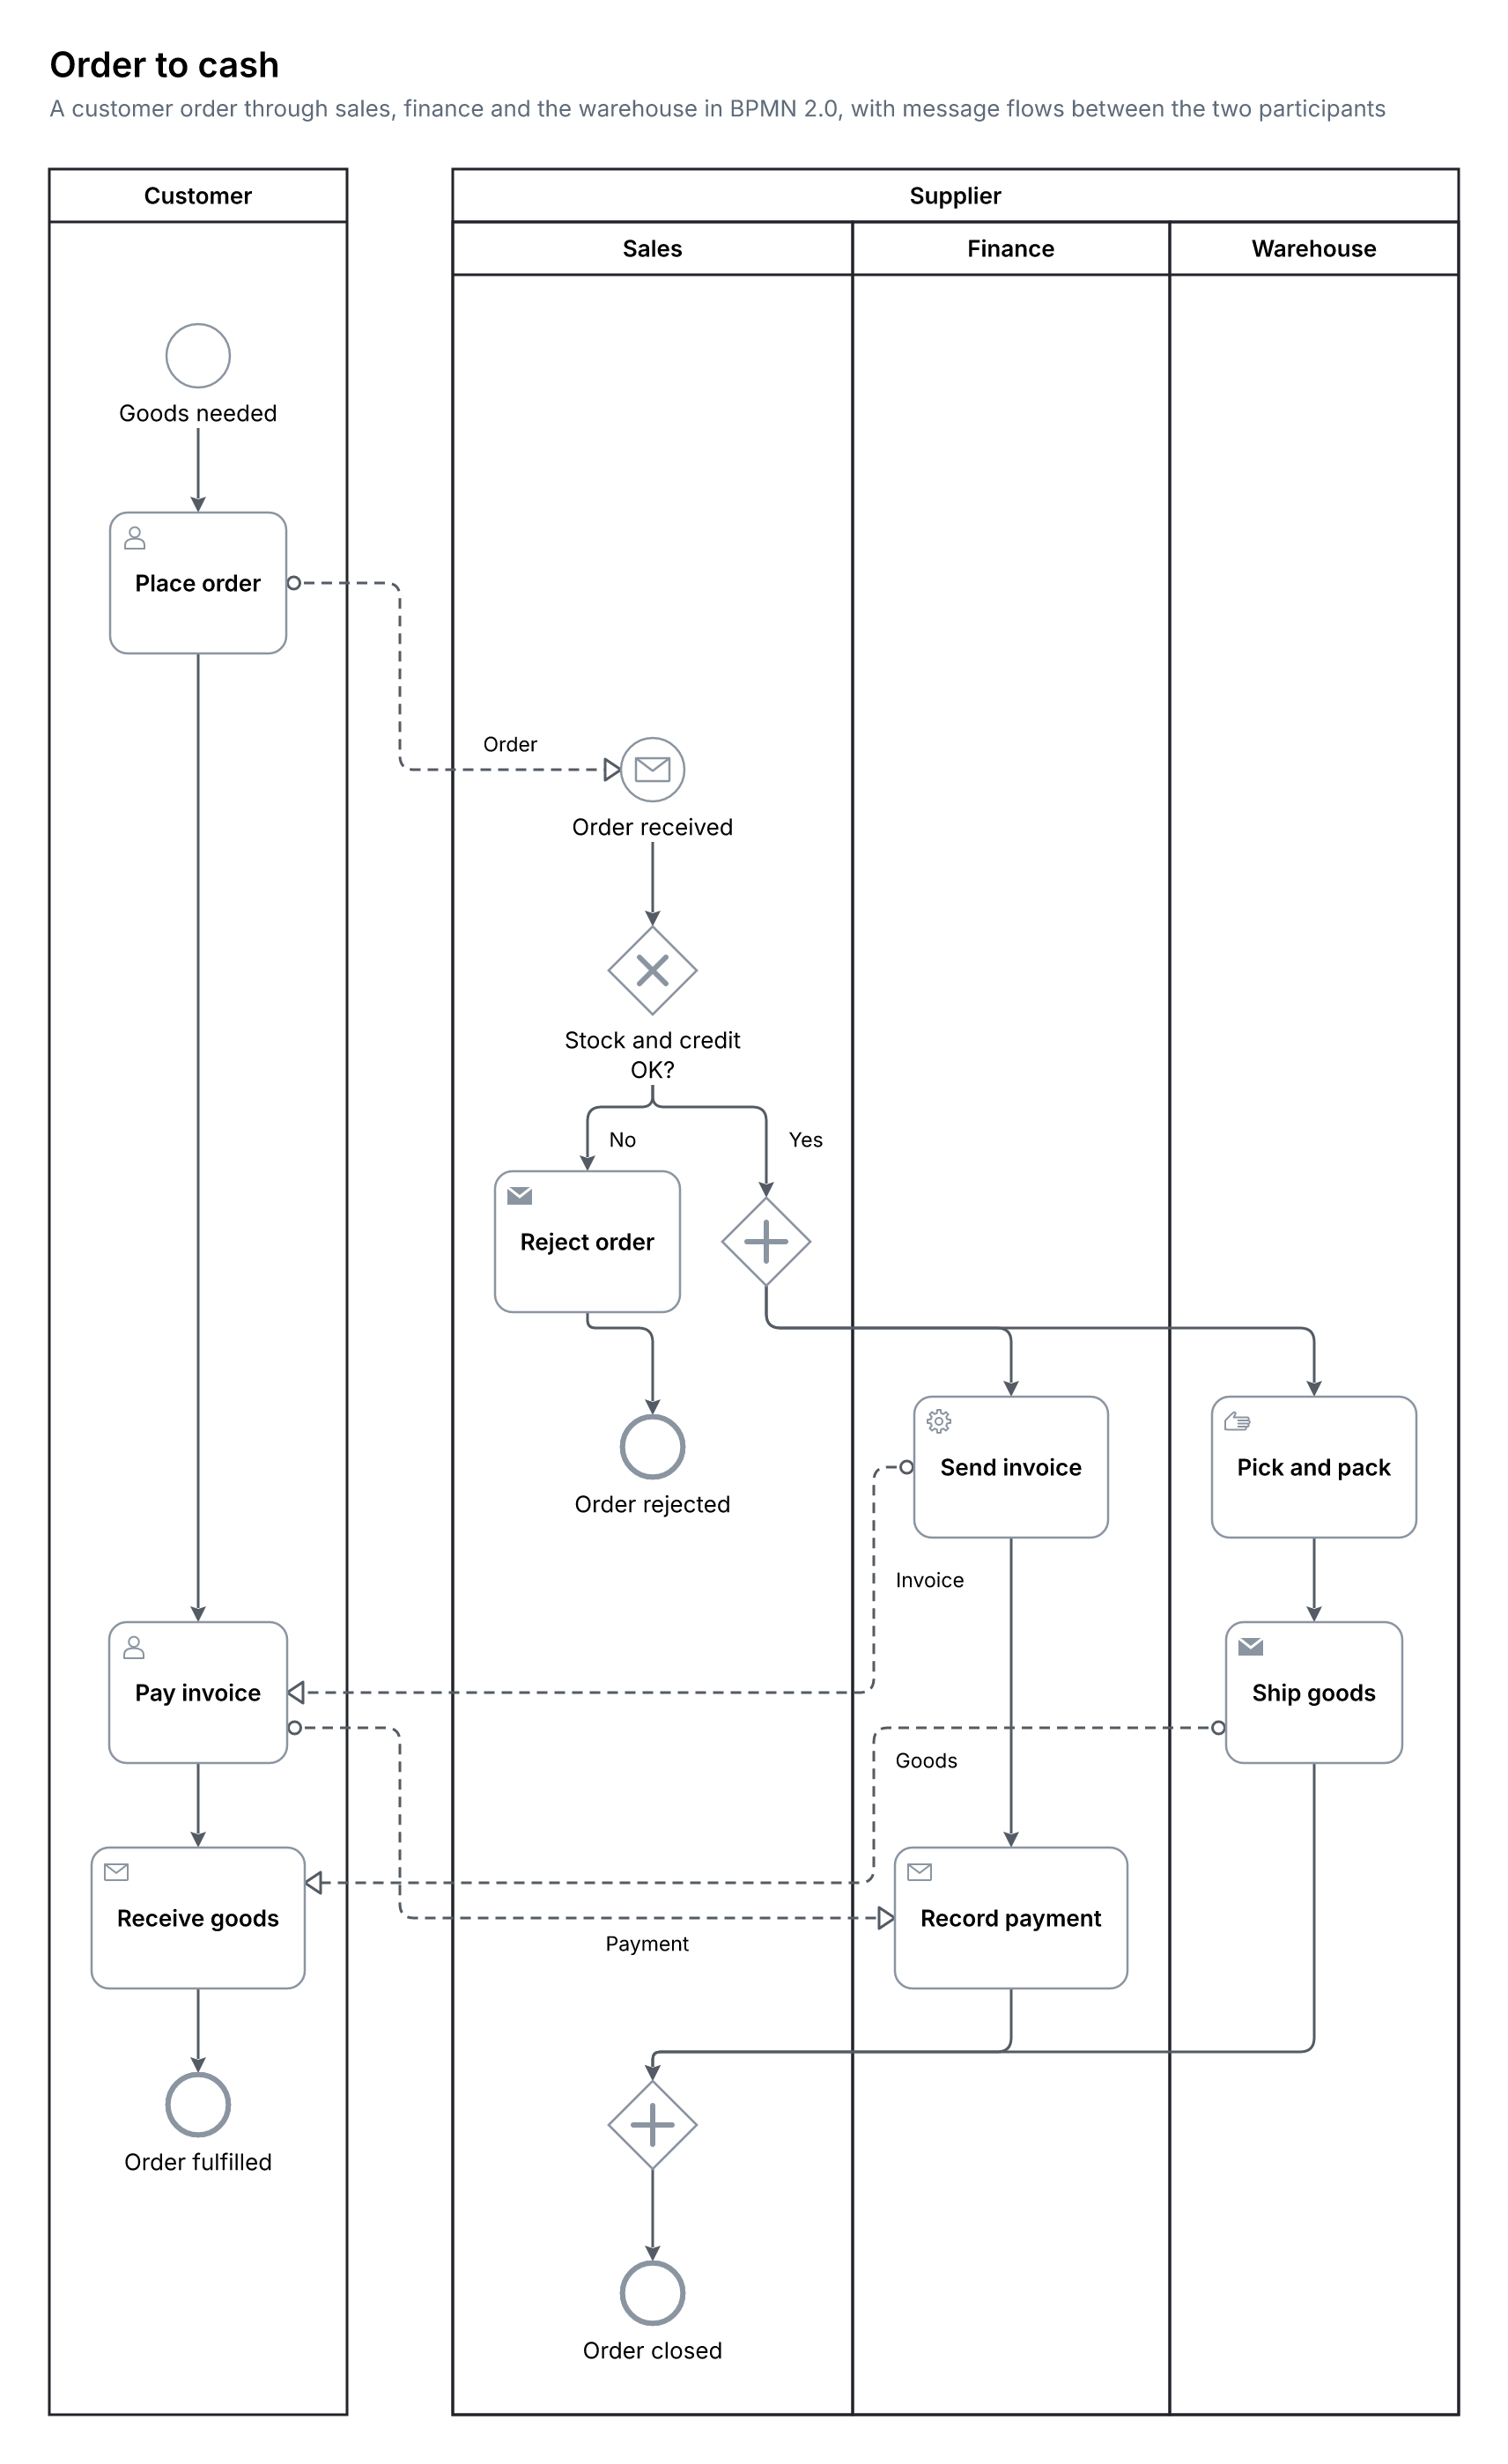 Order to cash
A customer order through sales, finance and the warehouse in BPMN 2.0, with message flows between the two participants
Customer
Supplier
Sales
Finance
Warehouse
Goods needed
Place order
Order
Order received
Stock and credit
OK?
No
Yes
Reject order
Send invoice
Pick and pack
Order rejected
Invoice
Pay invoice
Ship goods
Goods
Receive goods
Record payment
Payment
Order fulfilled
Order closed